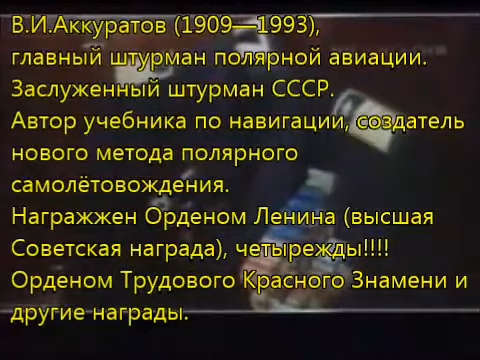 В.И.Аккуратов (1909—1993),
главный штурман полярной авиации.
Заслуженный штурман СССР.
Автор учебника по навигации, создатель
нового метода полярного
самолётовождения.
Награжжен Орденом Ленина (высшая
Советская награда), четырежды!!!!
Орденом Трудового Красного Знамени и
другие награды.